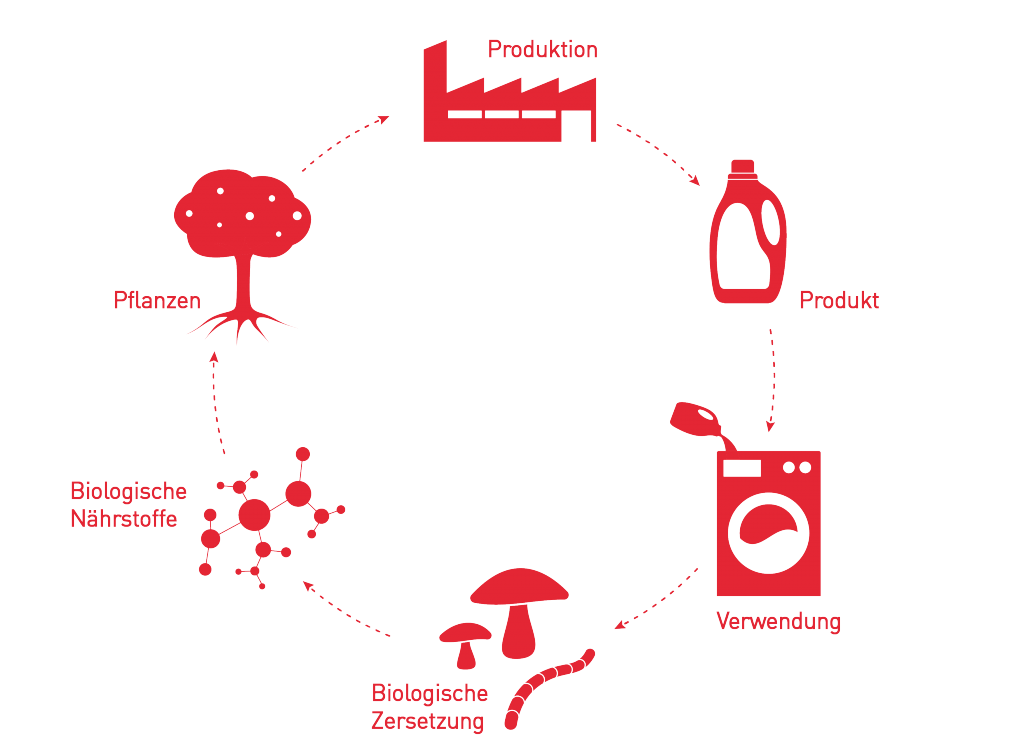 Produktion
Produkt
Verwendung
Biologische
Zersetzung
Biologische
Nährstoffe
Pflanzen